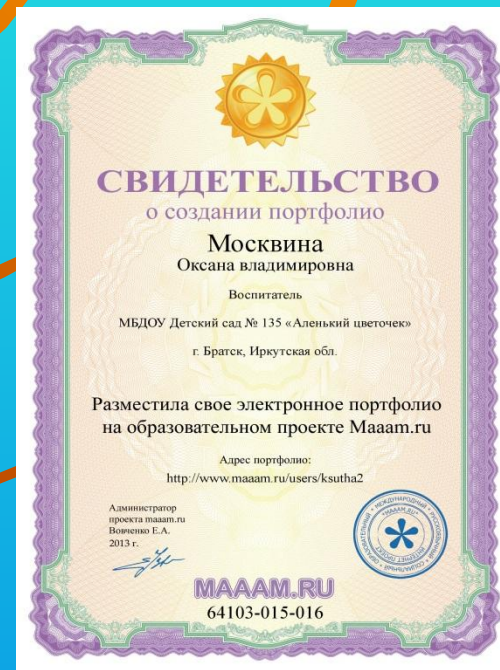 СВИДЕТЕЛЬСТВО
о создании портфолио
Москвина
Оксана владимировна
Воспитатель
МБДОУ Детский сад № 135 «Аленький цветочек»
г. Братск, Иркутская обл.
Разместила свое электронное портфолио
на образовательном проекте Maaam.ru
Адрес портфолио:
http://www.maaam.ru/users/ksutha2
Администратор
проекта maaam.ru
Вовченко Е.А.
2013 г.
MAAAM.RU
64103-015-016